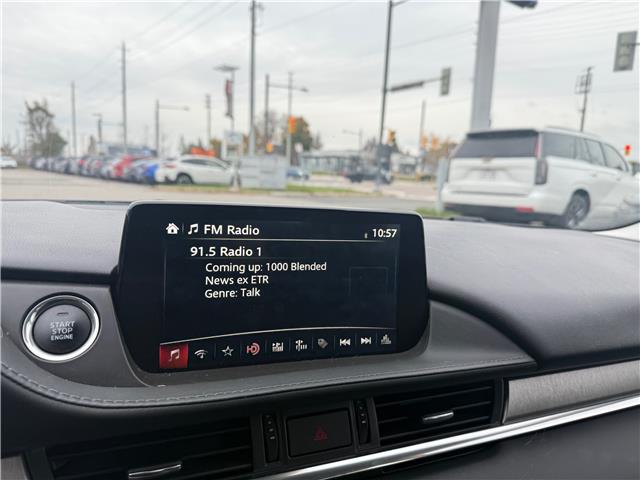 FM Radio
10:57
91.5 Radio 1
Coming up: 1000 Blended
News ex ETR
Genre: Talk
START
STOP
ENGINE